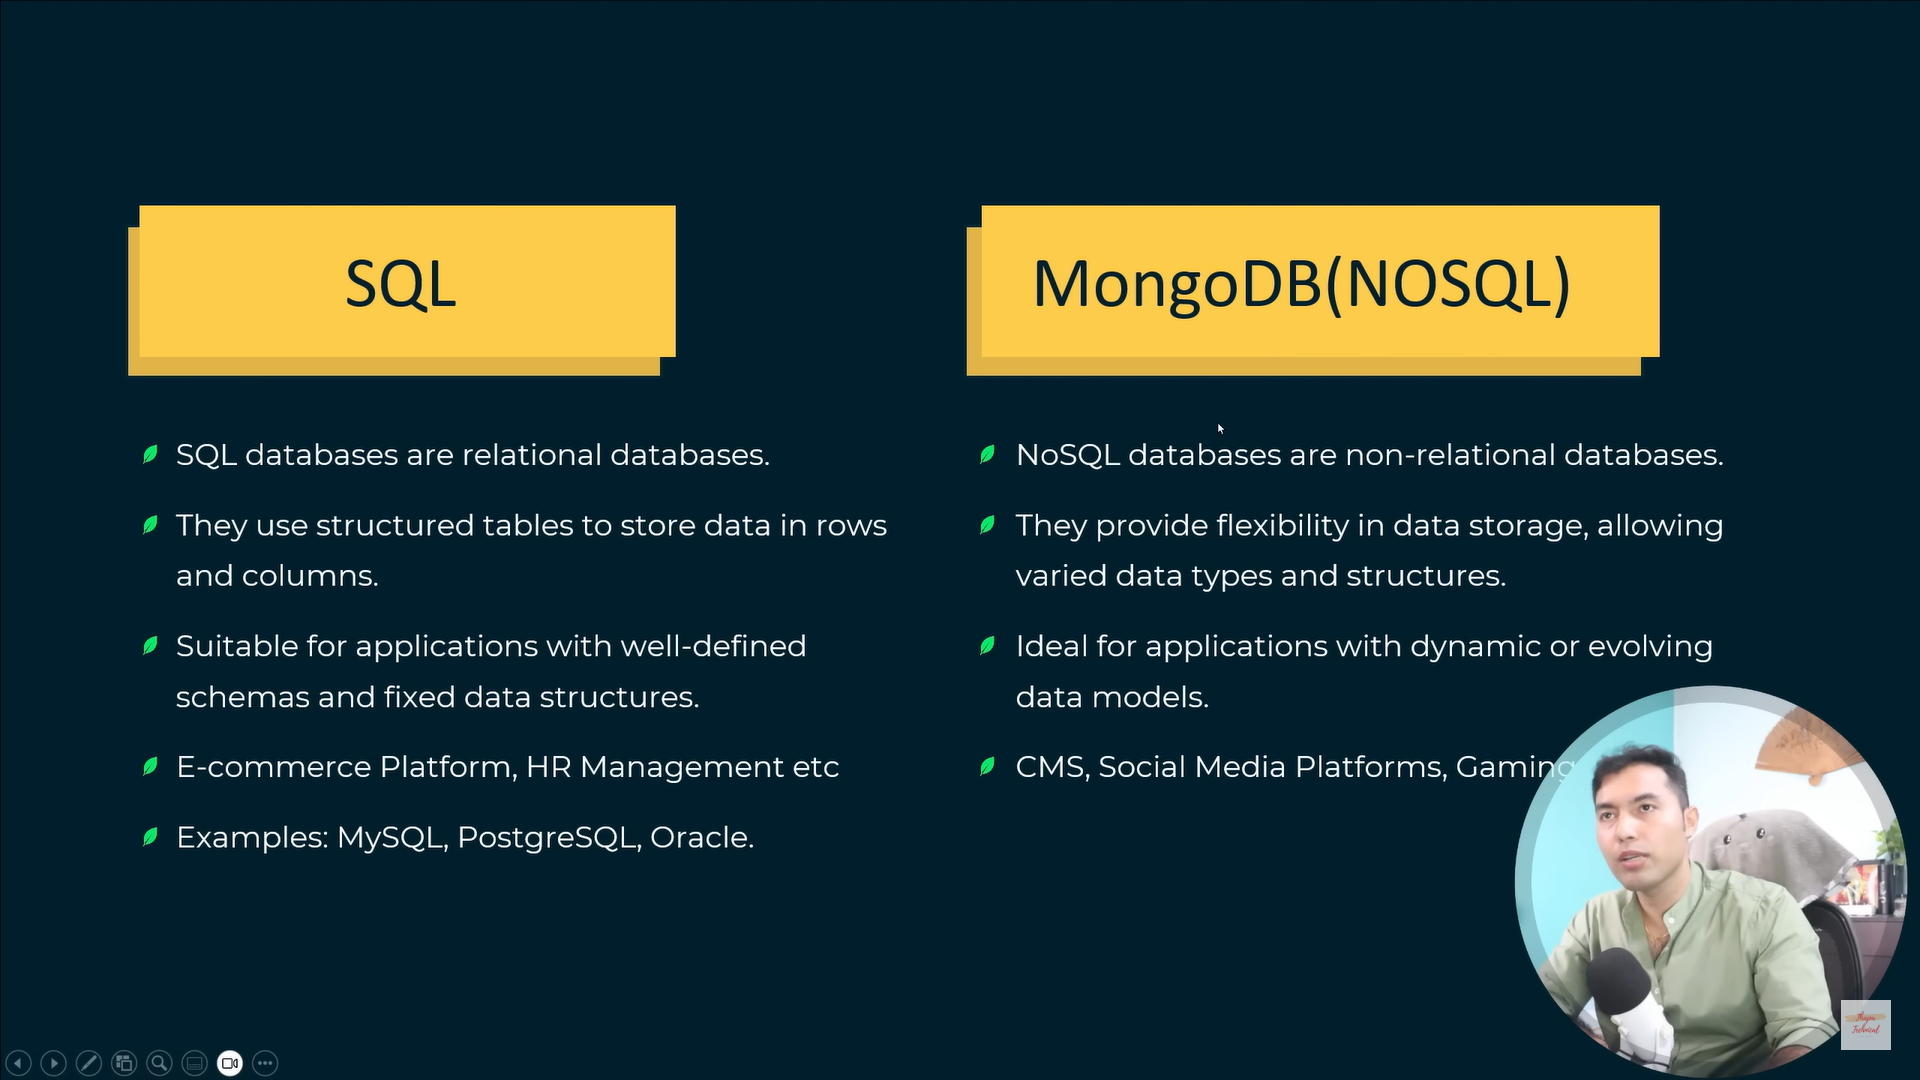 SQL
SQL databases are relational databases.
They use structured tables to store data in rows
and columns.
Suitable for applications with well-defined
schemas and fixed data structures.
E-commerce Platform, HR Management etc
Examples: MySQL, PostgreSQL, Oracle.
MongoDB(NOSQL)
NoSQL databases are non-relational databases.
They provide flexibility in data storage, allowing
varied data types and structures.
Ideal for applications with dynamic or evolving
data models.
CMS, Social Media Platforms, Gaming
Thapa
Technical